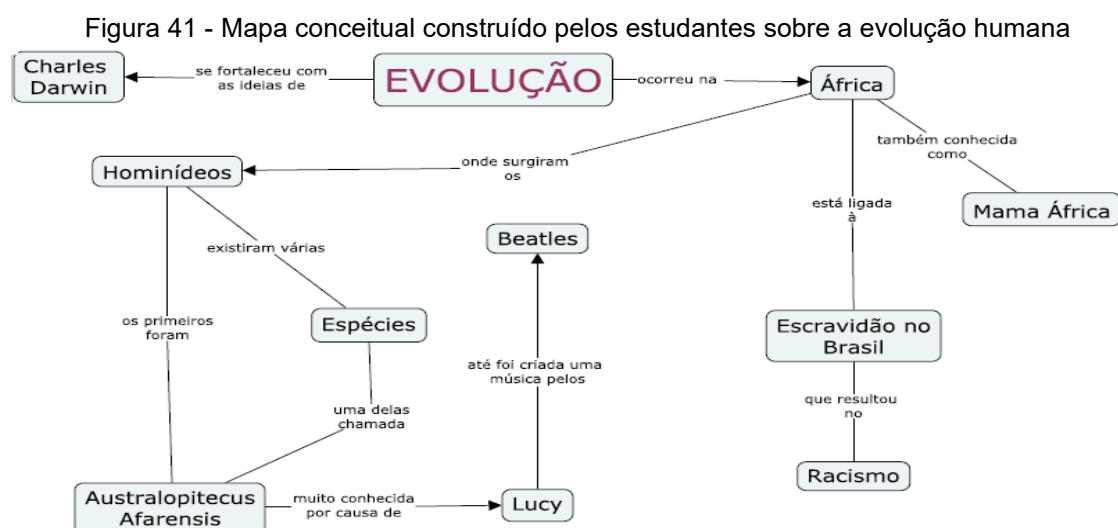 Figura 41 - Mapa conceitual construído pelos estudantes sobre a evolução humana
Charles
Darwin
se fortaleceu com
as ideias de
EVOLUÇÃO
ocorreu na
África
onde surgiram
os
Hominídeos
também conhecida
como
Mama África
está ligada
à
existiram várias
Beatles
os primeiros
foram
Espécies
Escravidão no
Brasil
até foi criada uma
música pelos
uma delas
chamada
que resultou
no
Racismo
Australopitecus
Afarensis
muito conhecida
por causa de
Lucy